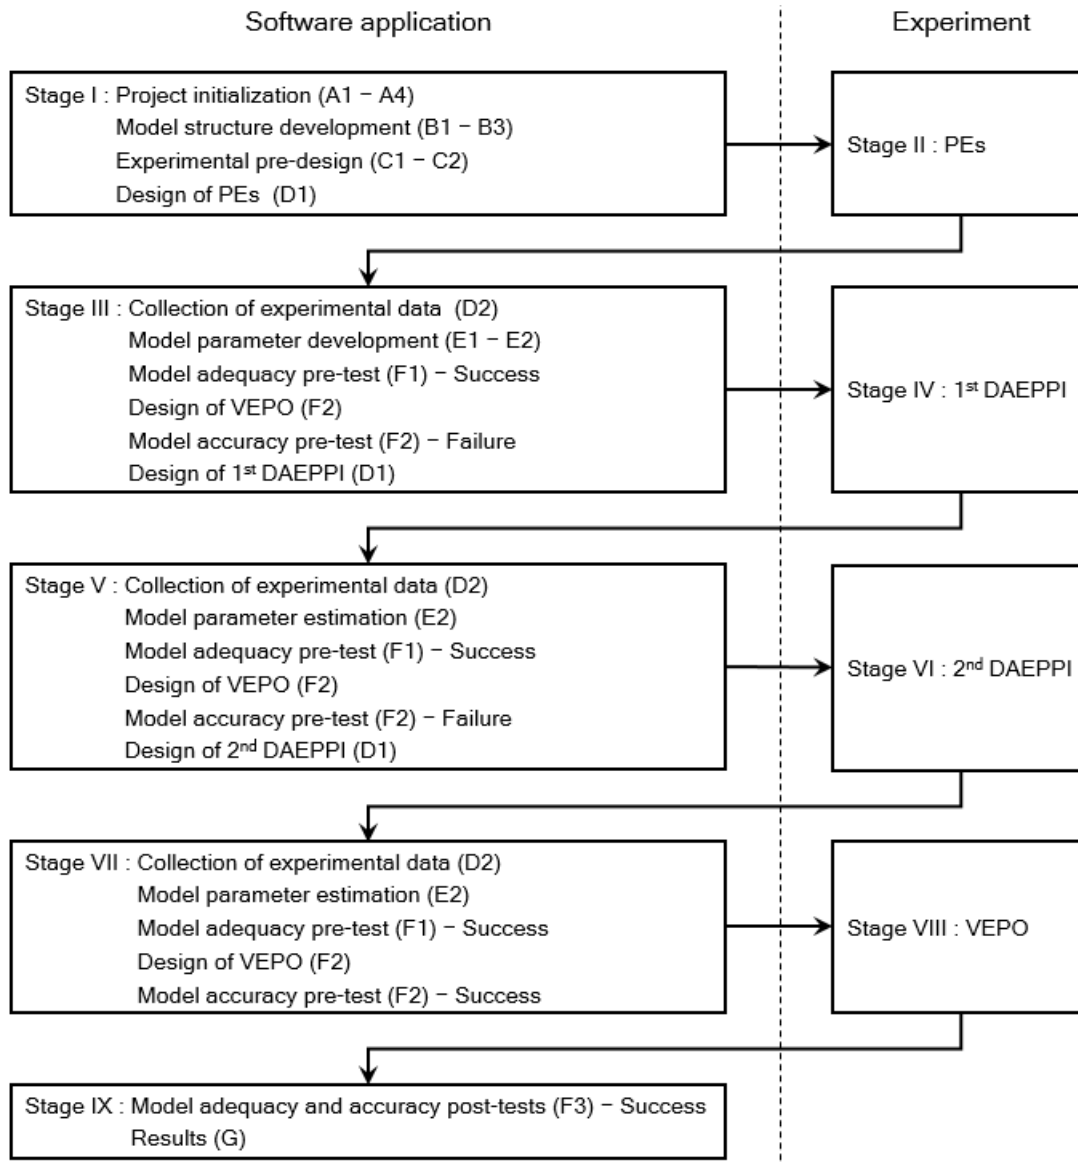 Software application
Experiment
Stage I : Project initialization (A1 – A4)
Model structure development (B1 – B3)
Experimental pre-design (C1 – C2)
Design of PEs (D1)
Stage II : PEs
Stage III : Collection of experimental data (D2)
Model parameter development (E1 – E2)
Model adequacy pre-test (F1) – Success
Design of VEPO (F2)
Model accuracy pre-test (F2) – Failure
Design of 1st DAEPPI (D1)
Stage IV : 1st DAEPPI
Stage V : Collection of experimental data (D2)
Model parameter estimation (E2)
Model adequacy pre-test (F1) – Success
Design of VEPO (F2)
Model accuracy pre-test (F2) – Failure
Design of 2nd DAEPPI (D1)
Stage VI : 2nd DAEPPI
Stage VII : Collection of experimental data (D2)
Model parameter estimation (E2)
Model adequacy pre-test (F1) – Success
Design of VEPO (F2)
Model accuracy pre-test (F2) – Success
Stage VIII : VEPO
Stage IX : Model adequacy and accuracy post-tests (F3) – Success
Results (G)